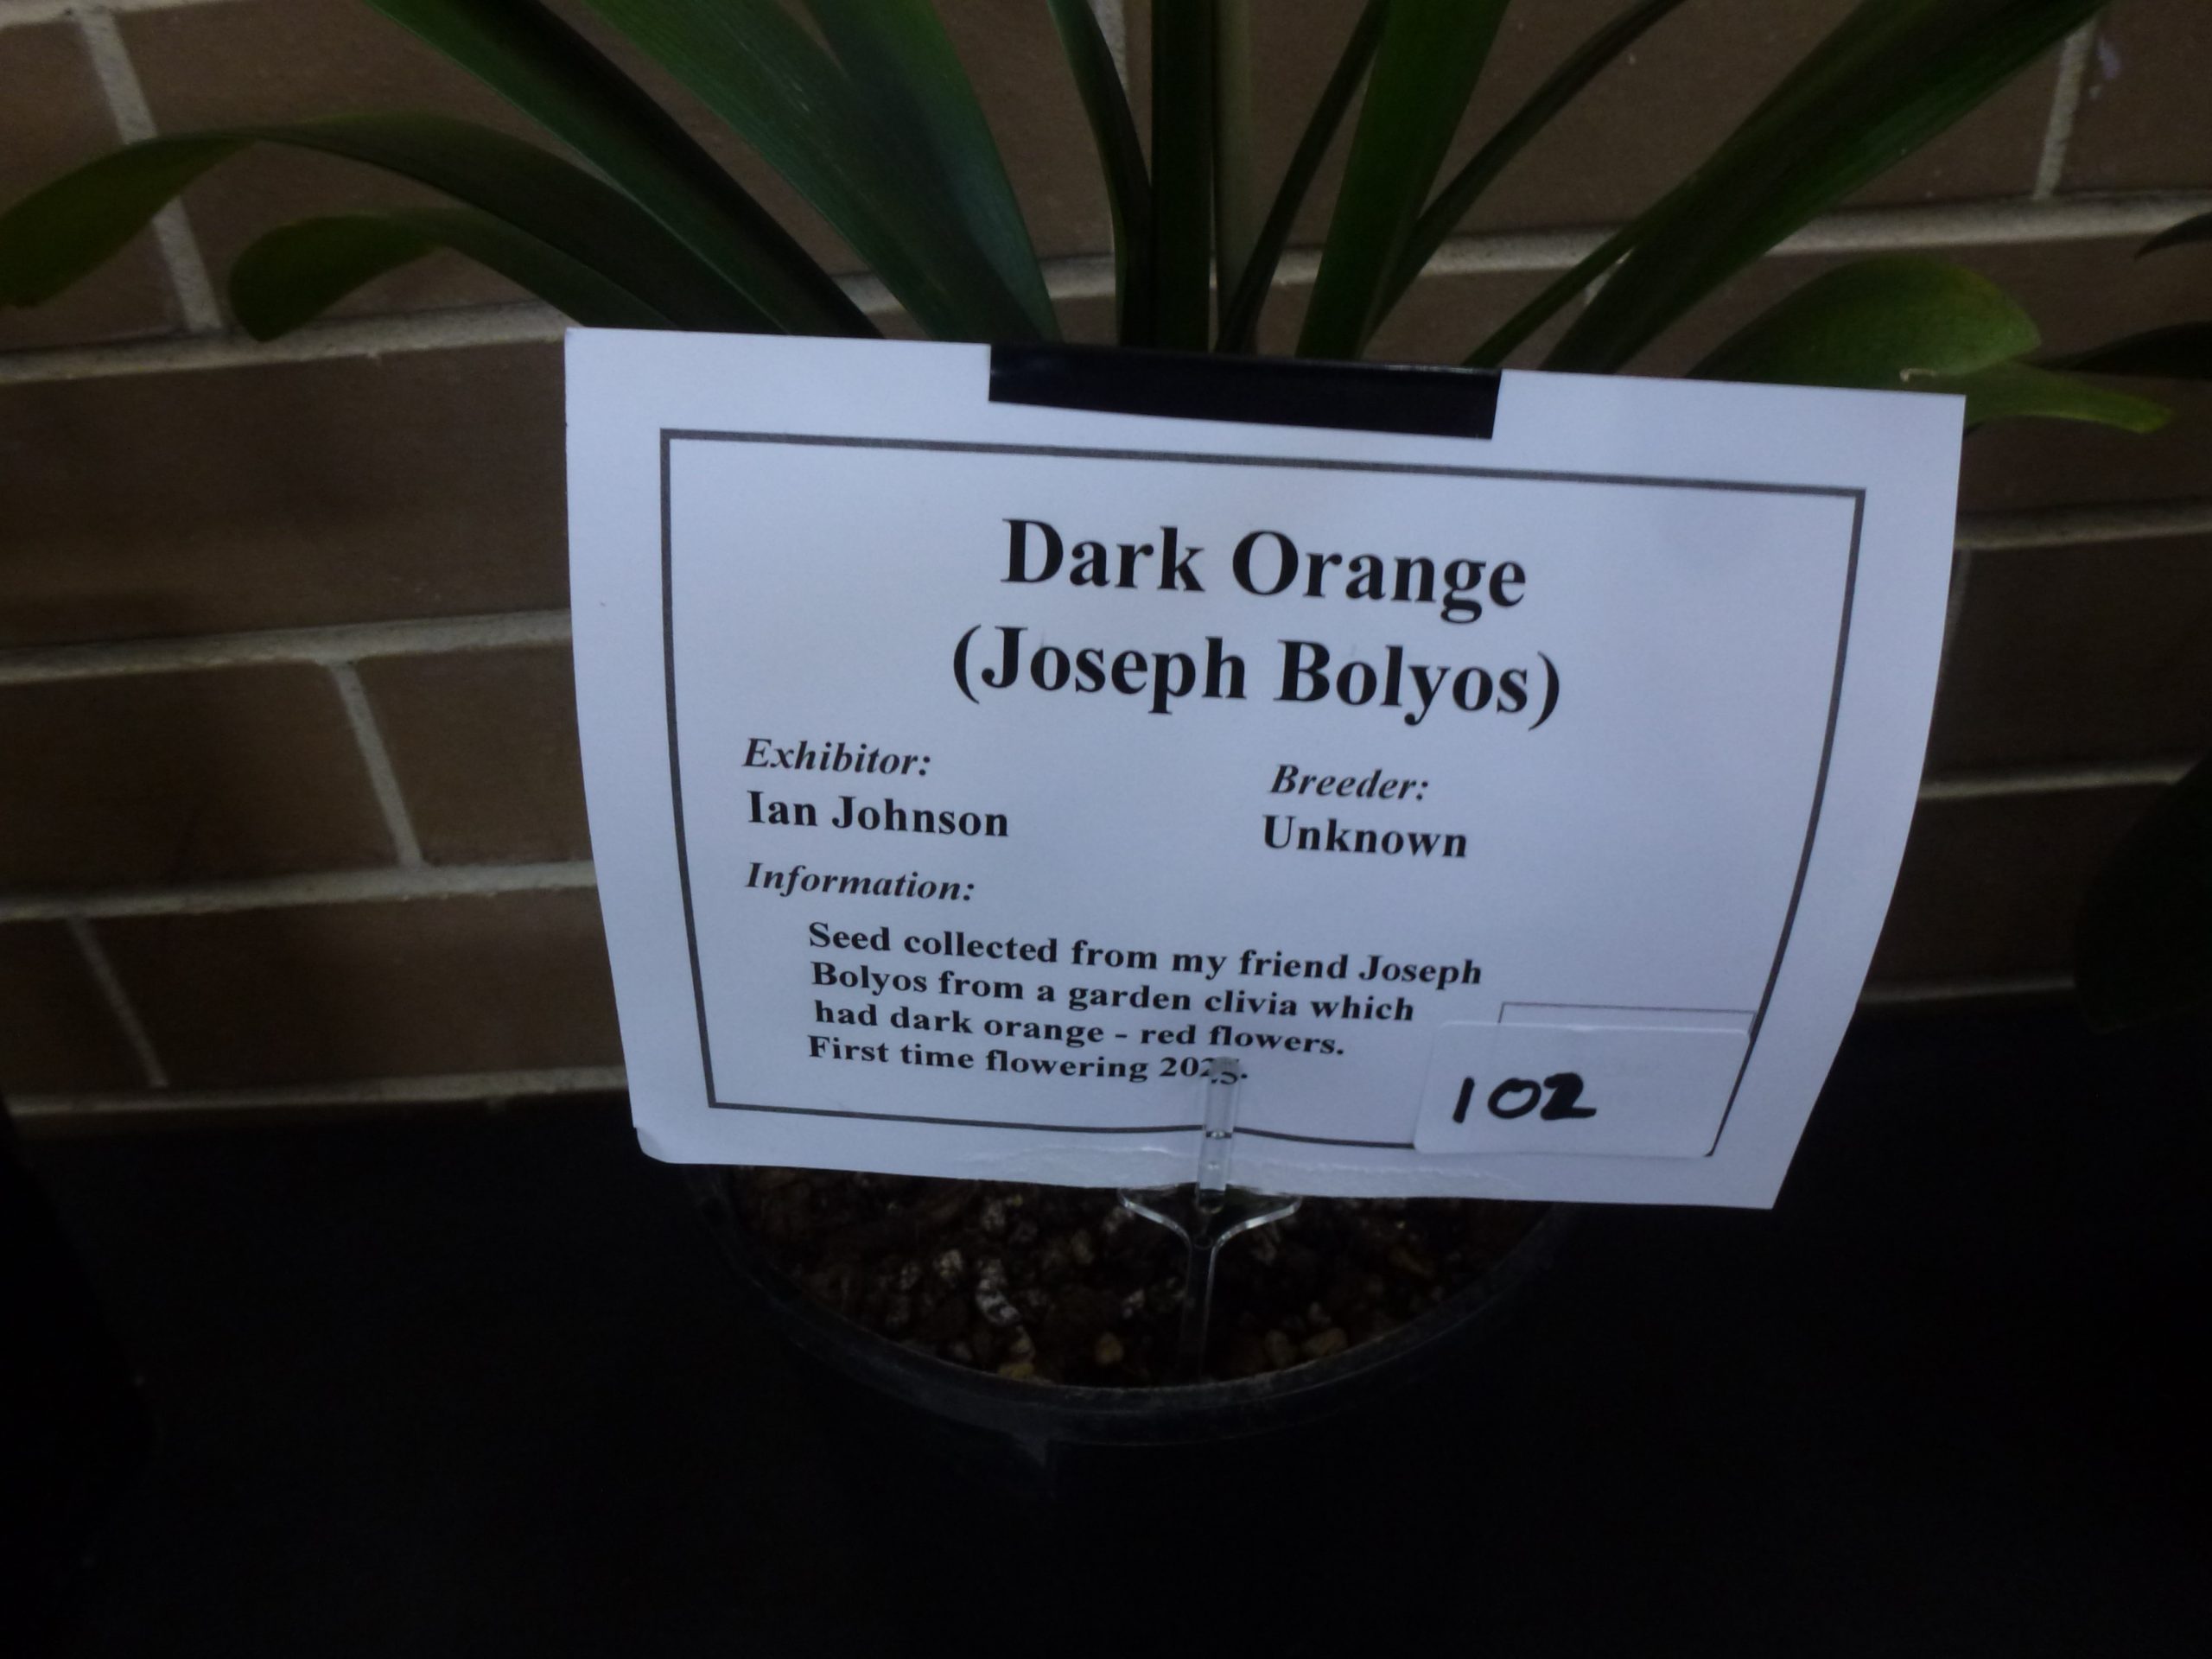 Dark Orange
(Joseph Bolyos)
Exhibitor:
Ian Johnson
Breeder:
Unknown
Information:
Seed collected from my friend Joseph
Bolyos from a garden clivia which
had dark orange - red flowers.
First time flowering
102